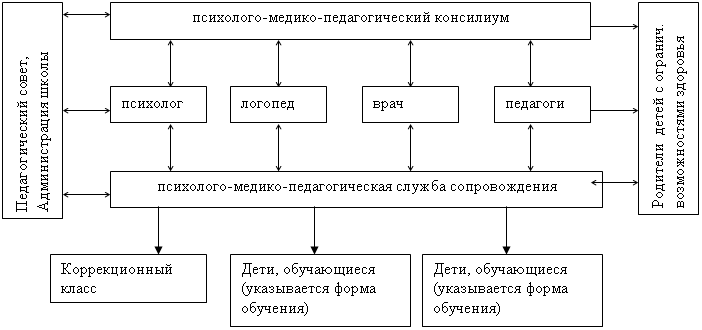 психолого-медико-педагогический консилиум
Педагогический совет,
Администрация школы
психолог
логопед
врач
педагоги
Родители детей с огранич.
возможностями здоровья
психолого-медико-педагогическая служба сопровождения
Коррекционный
класс
Дети, обучающиеся
(указывается форма
обучения)
Дети, обучающиеся
(указывается форма
обучения)